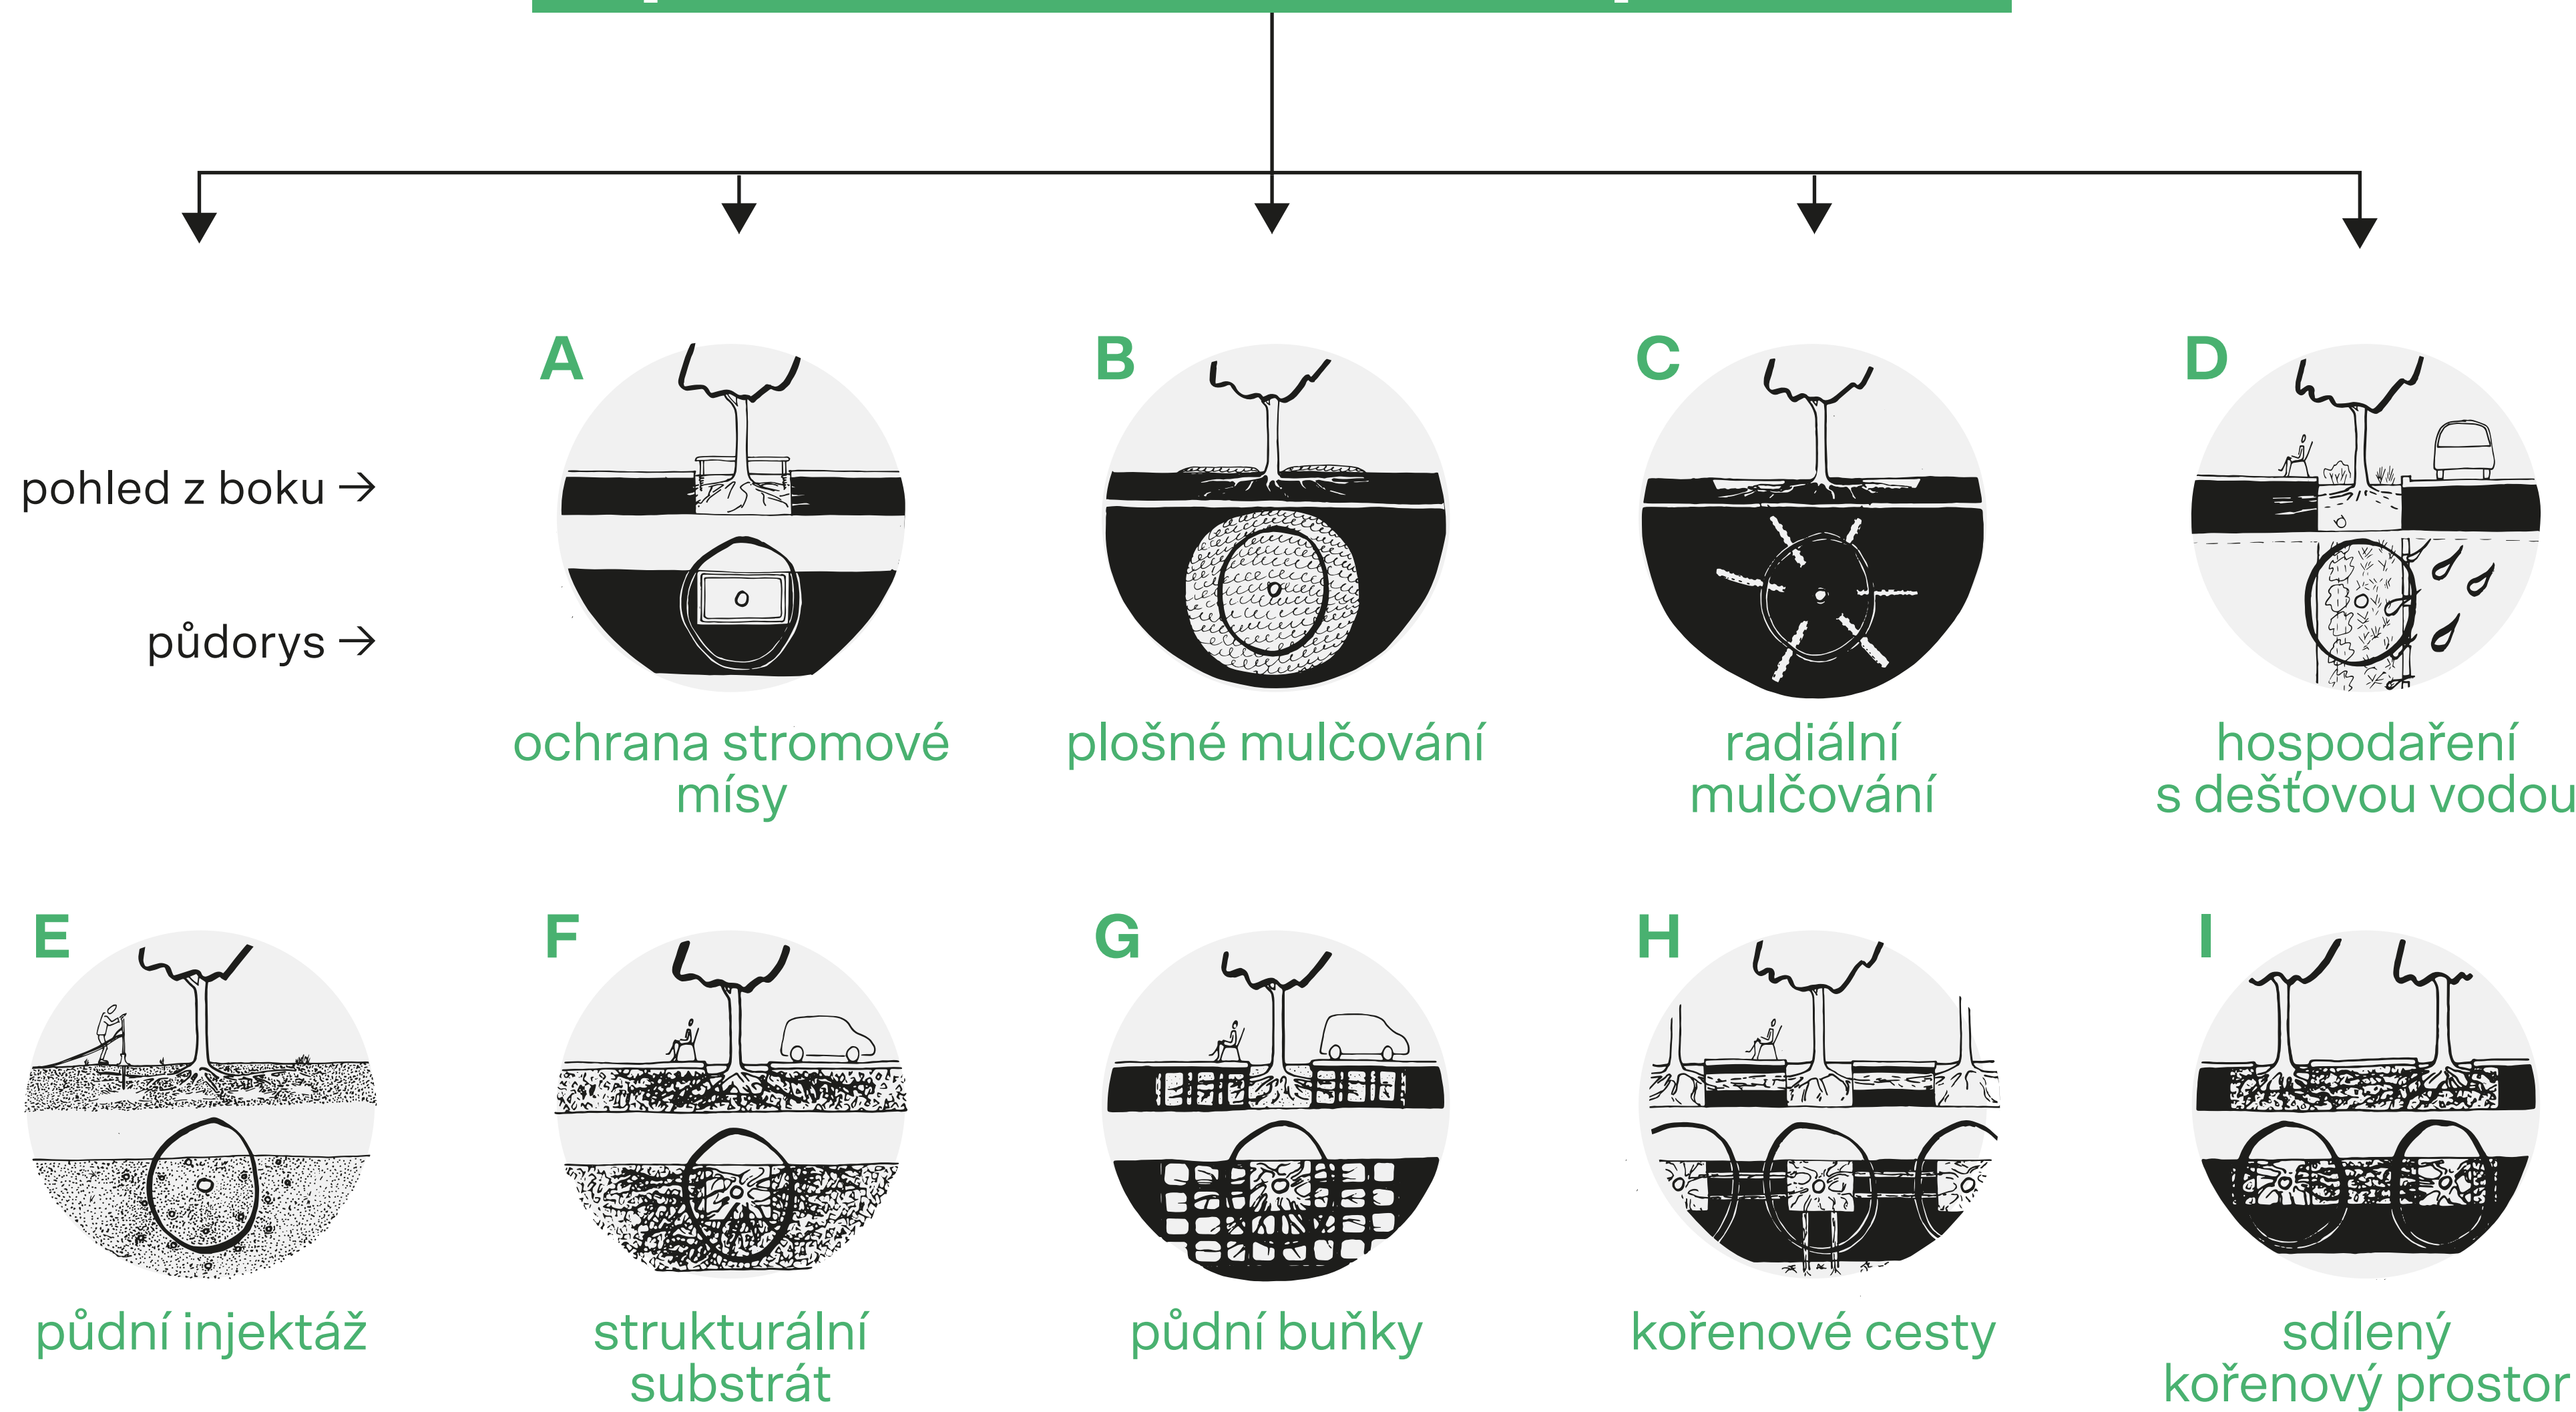 A
B
C
D
pohled z boku →
půdorys →
ochrana stromové
mísy
plošné mulčování
radiální
mulčování
hospodaření
s dešťovou vodou
E
F
G
H
I
půdní injektáž
strukturální
substrát
půdní buňky
kořenové cesty
sdílený
kořenový prostor